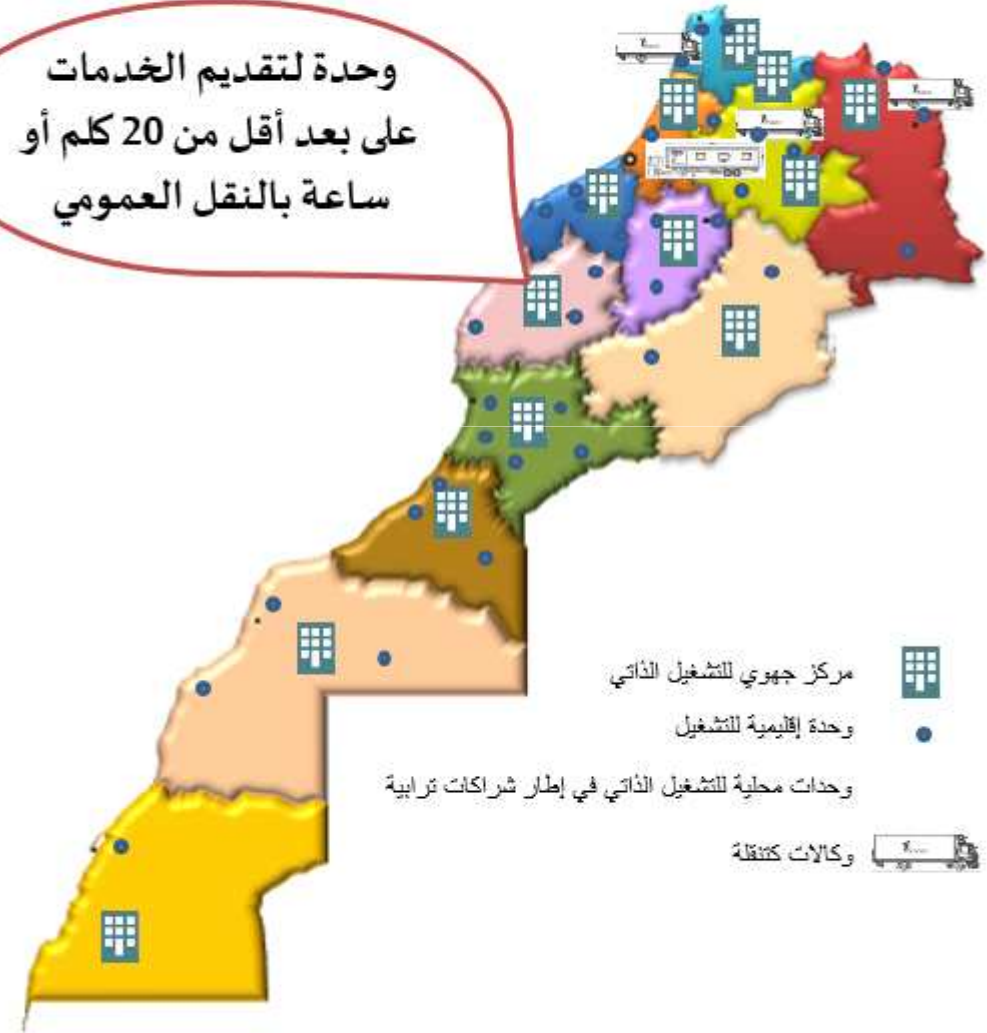 وحدة لتقديم الخدمات
على بعد أقل من 20 كلم أو
ساعة بالنقل العمومي
مركز جهوي للتشغيل الذاتي
وحدة إقليمية للتشغيل
وحدات محلية للتشغيل الذاتي في إطار شراكات ترابية
وكالات كتنقلة